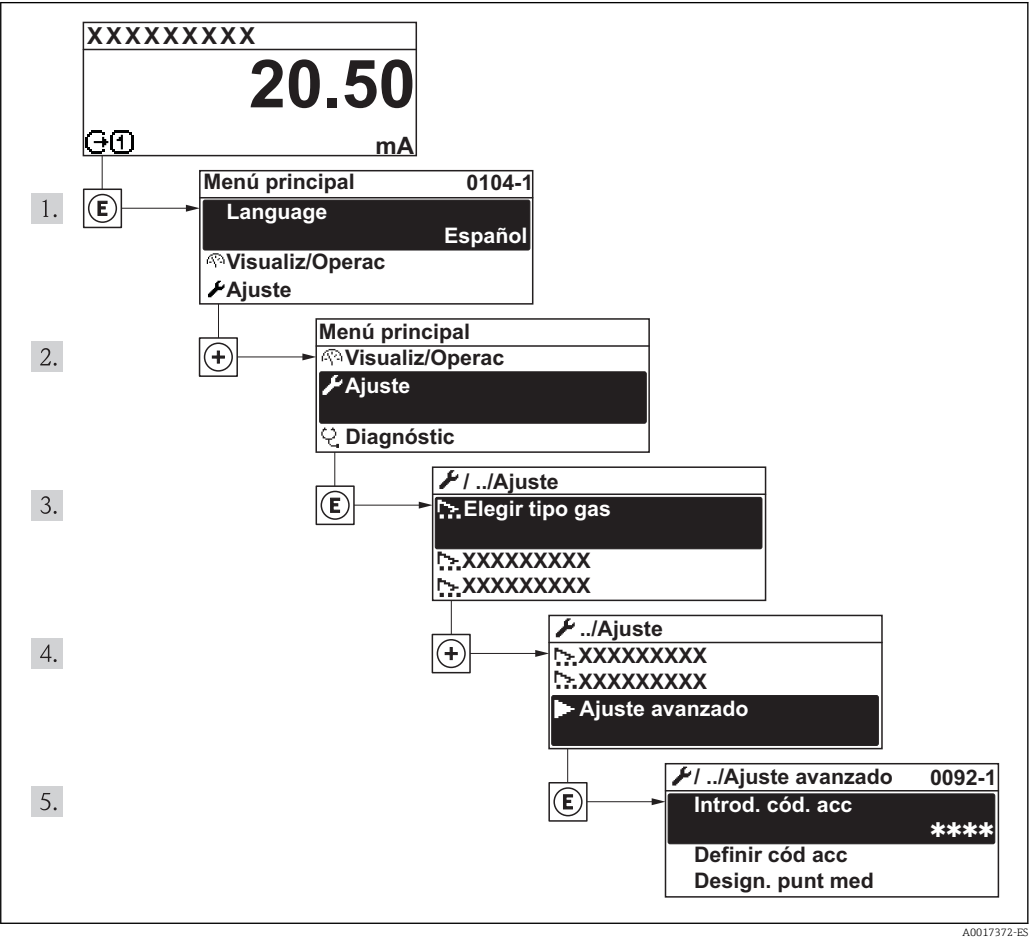 XXXXXXXXX
20.50
1
mA
1.
E
Menú principal 0104-1
Language
Español
Visualiz/Operac
Ajuste
2.
+
Menú principal
Visualiz/Operac
Ajuste
Diagnóstic
3.
E
/ ../Ajuste
Elegir tipo gas
XXXXXXXXX
XXXXXXXXX
4.
+
../Ajuste
XXXXXXXXX
XXXXXXXXX
Ajuste avanzado
5.
E
/ ../Ajuste avanzado 0092-1
Introd. cód. acc
****
Definir cód acc
Design. punt med
A0017372-ES